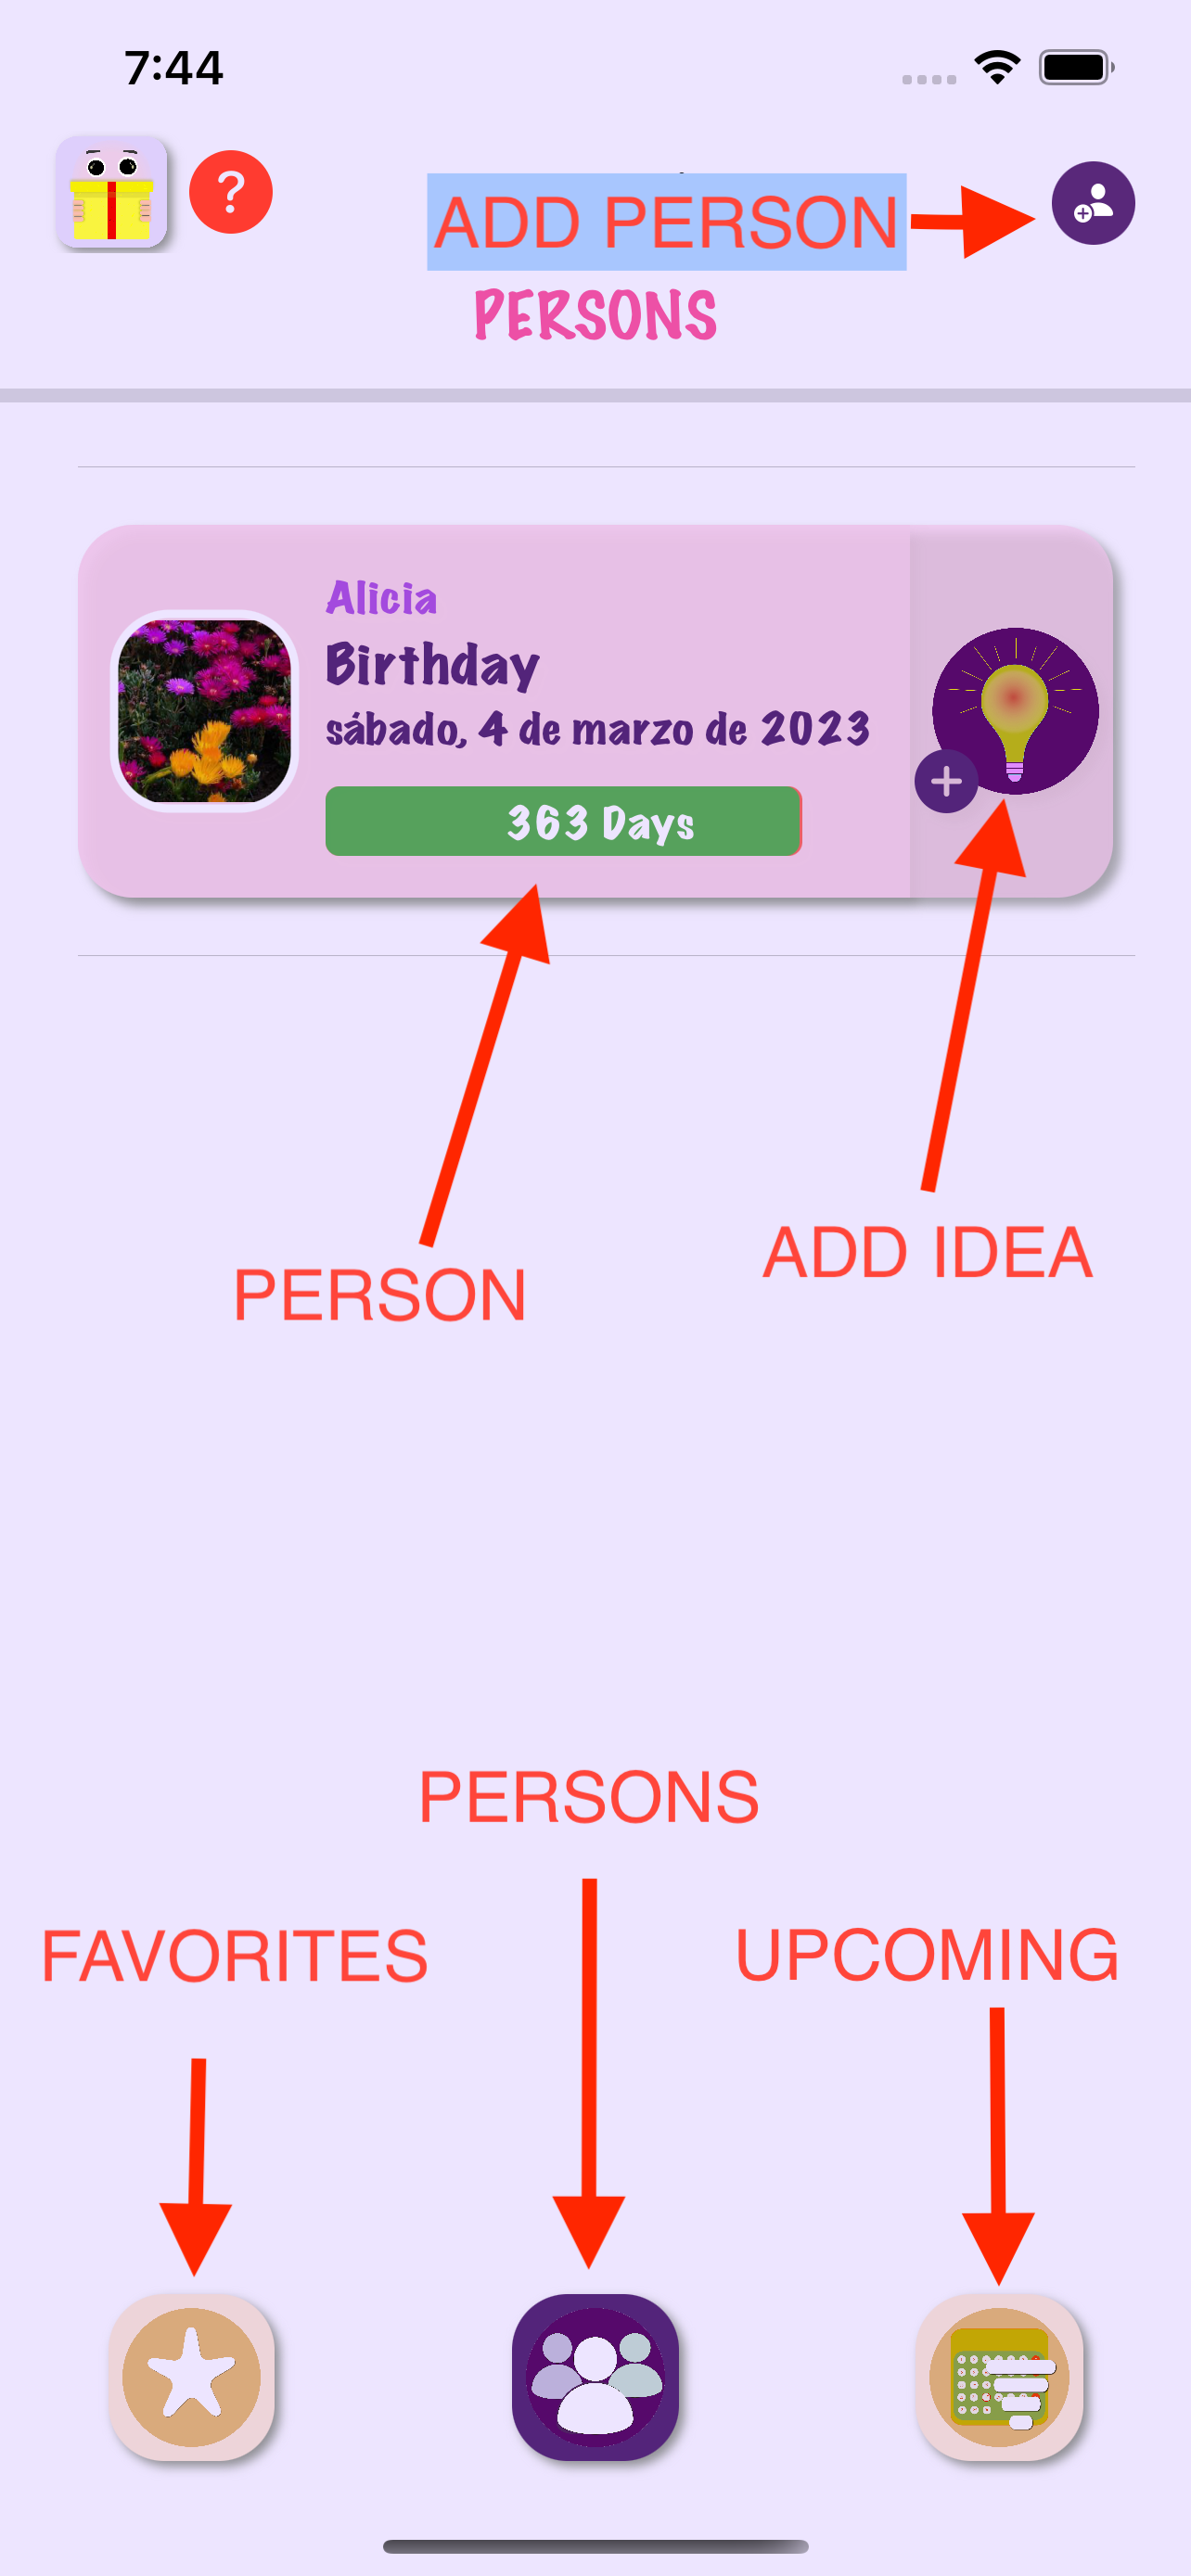 7:44
?
ADD PERSON
PERSONS
Alicia
Birthday
sábado, 4 de marzo de 2023
363 Days
PERSON
ADD IDEA
PERSONS
FAVORITES
UPCOMING